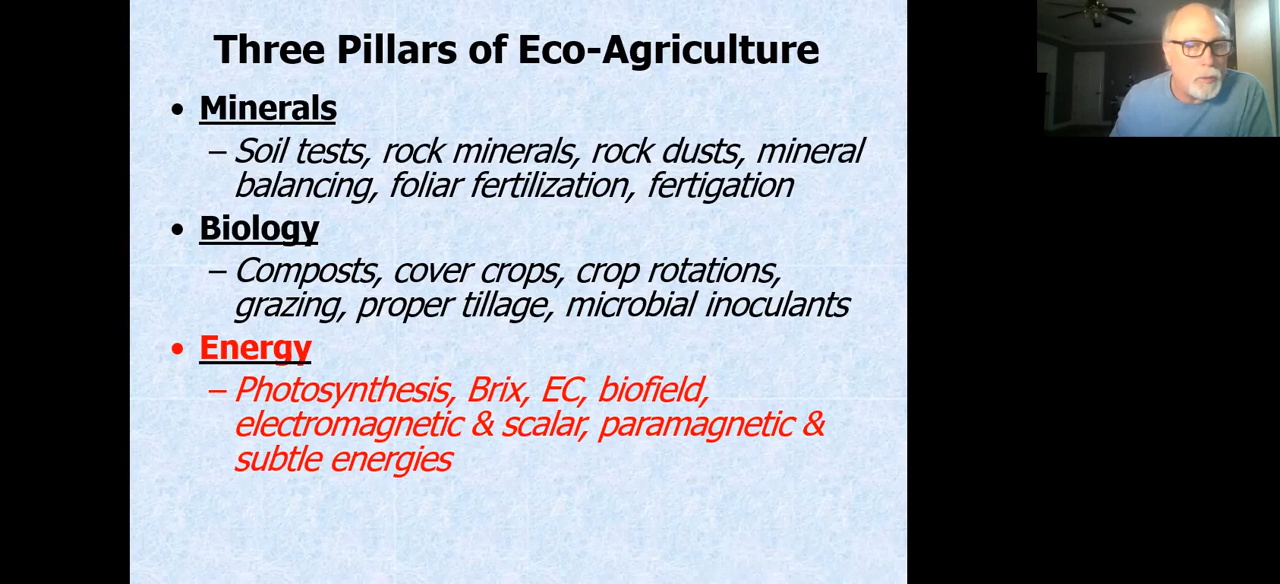 Three Pillars of Eco-Agriculture
• Minerals
– Soil tests, rock minerals, rock dusts, mineral
balancing, foliar fertilization, fertigation
• Biology
– Composts, cover crops, crop rotations,
grazing, proper tillage, microbial inoculants
• Energy
– Photosynthesis, Brix, EC, biofield,
electromagnetic & scalar, paramagnetic &
subtle energies